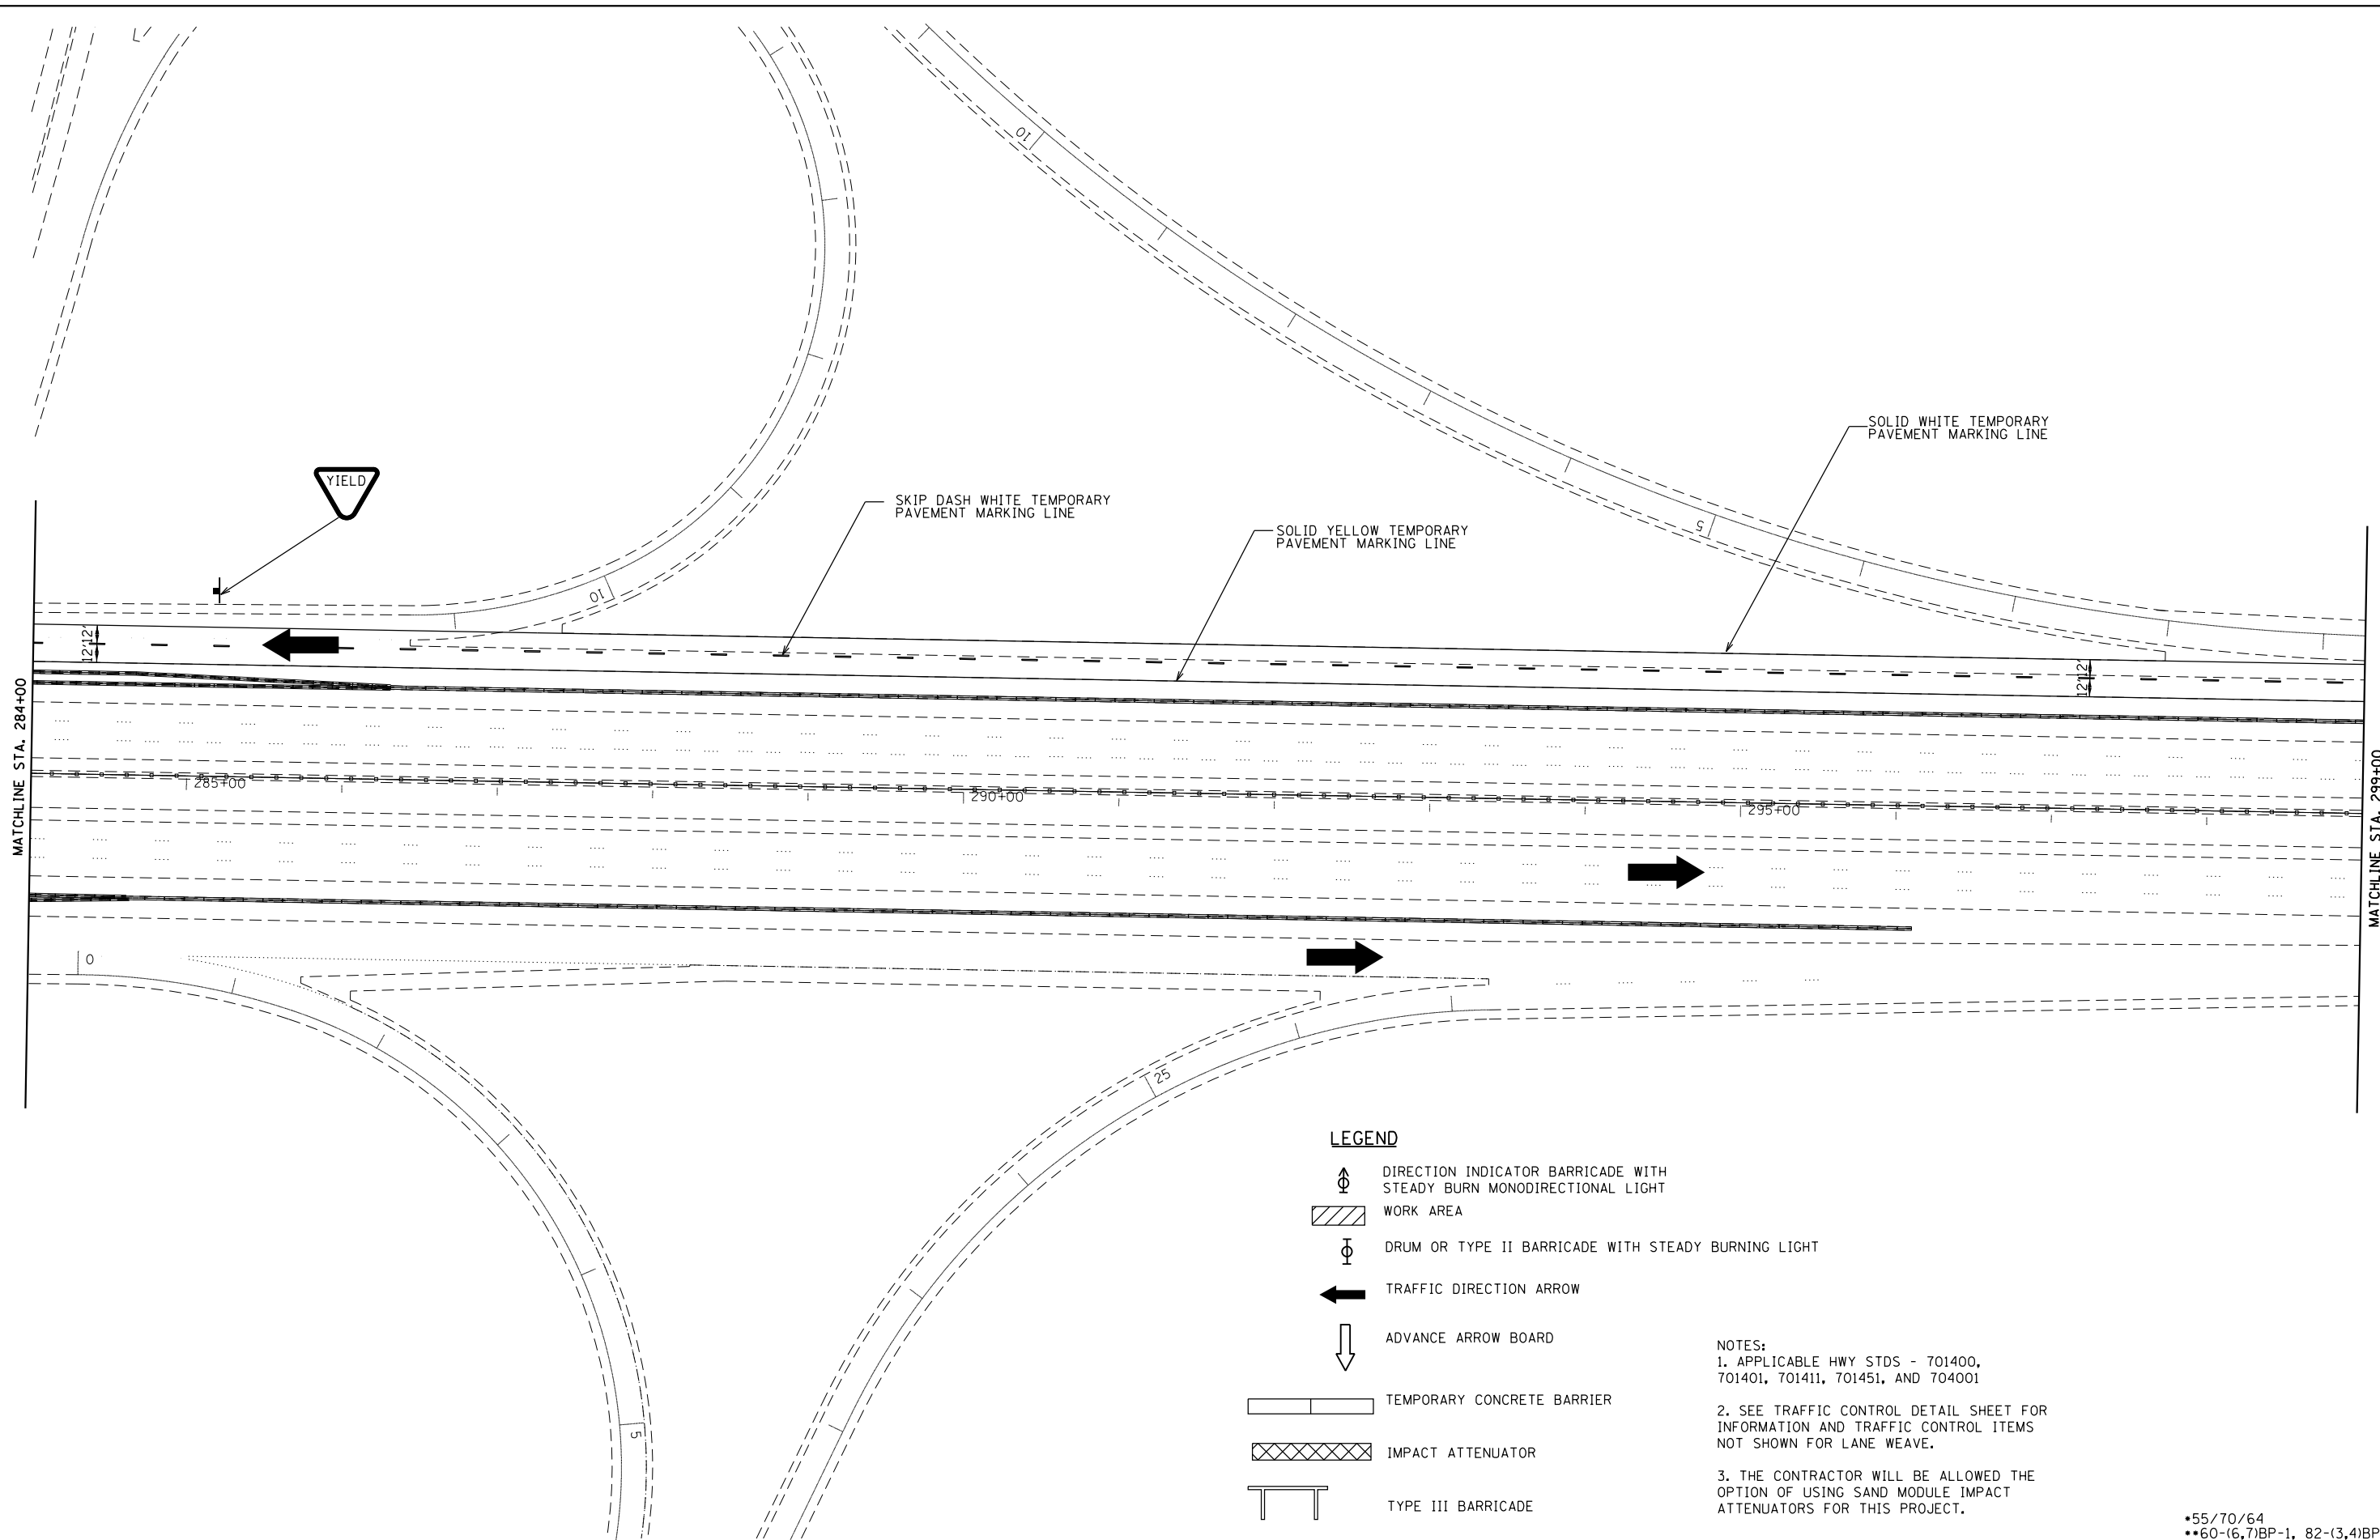 10
SOLID WHITE TEMPORARY
PAVEMENT MARKING LINE
YIELD
SKIP DASH WHITE TEMPORARY
PAVEMENT MARKING LINE
SOLID YELLOW TEMPORARY
PAVEMENT MARKING LINE
5
10
12'
12'
12'
12'
MATCHLINE STA. 284+00
MATCHLINE STA. 299+00
285+00
290+00
295+00
0
25
5
LEGEND
DIRECTION INDICATOR BARRICADE WITH
STEADY BURN MONODIRECTIONAL LIGHT
WORK AREA
DRUM OR TYPE II BARRICADE WITH STEADY BURNING LIGHT
TRAFFIC DIRECTION ARROW
ADVANCE ARROW BOARD
TEMPORARY CONCRETE BARRIER
IMPACT ATTENUATOR
TYPE III BARRICADE
NOTES:
1. APPLICABLE HWY STDS - 701400,
701401, 701411, 701451, AND 704001
2. SEE TRAFFIC CONTROL DETAIL SHEET FOR
INFORMATION AND TRAFFIC CONTROL ITEMS
NOT SHOWN FOR LANE WEAVE.
3. THE CONTRACTOR WILL BE ALLOWED THE
OPTION OF USING SAND MODULE IMPACT
ATTENUATORS FOR THIS PROJECT.
*55/70/64
**60-(6,7)BP-1, 82-(3,4)BP